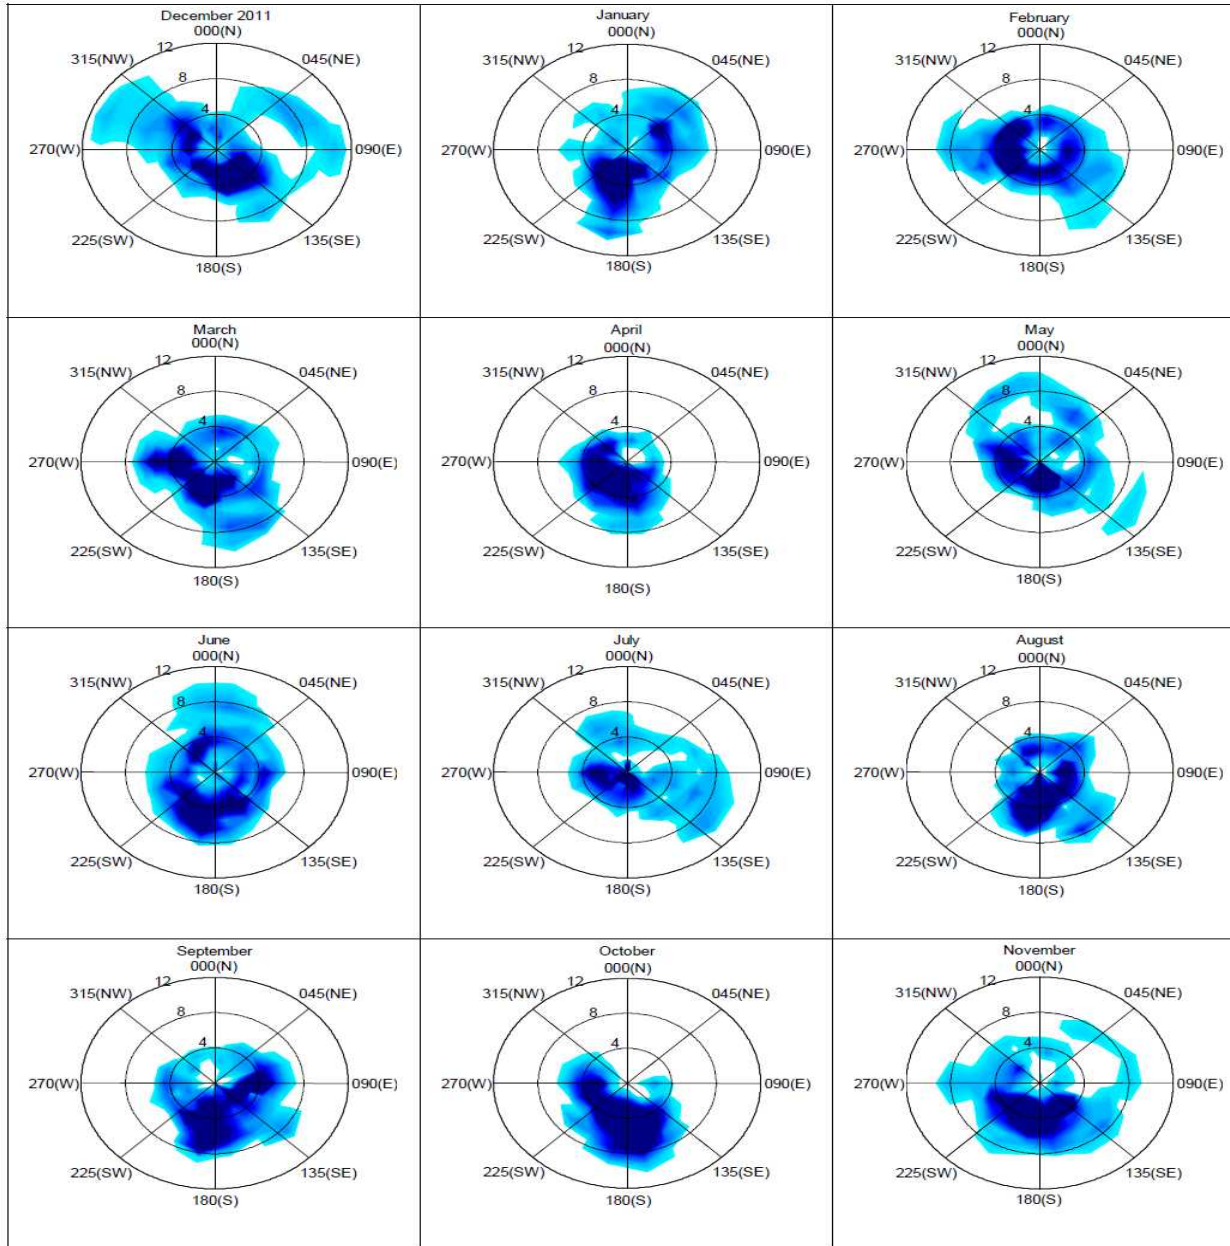 December 2011
000(N)
12
315(NW) 045(NE)
8
4
270(W) 090(E)
225(SW) 135(SE)
180(S)
January
000(N)
12
315(NW) 045(NE)
8
4
270(W) 090(E)
225(SW) 135(SE)
180(S)
February
000(N)
12
315(NW) 045(NE)
8
4
270(W) 090(E)
225(SW) 135(SE)
180(S)
March
000(N)
12
315(NW) 045(NE)
8
4
270(W) 090(E)
225(SW) 135(SE)
180(S)
April
000(N)
12
315(NW) 045(NE)
8
4
270(W) 090(E)
225(SW) 135(SE)
180(S)
May
000(N)
12
315(NW) 045(NE)
8
4
270(W) 090(E)
225(SW) 135(SE)
180(S)
June
000(N)
12
315(NW) 045(NE)
8
4
270(W) 090(E)
225(SW) 135(SE)
180(S)
July
000(N)
12
315(NW) 045(NE)
8
4
270(W) 090(E)
225(SW) 135(SE)
180(S)
August
000(N)
12
315(NW) 045(NE)
8
4
270(W) 090(E)
225(SW) 135(SE)
180(S)
September
000(N)
12
315(NW) 045(NE)
8
4
270(W) 090(E)
225(SW) 135(SE)
180(S)
October
000(N)
12
315(NW) 045(NE)
8
4
270(W) 090(E)
225(SW) 135(SE)
180(S)
November
000(N)
12
315(NW) 045(NE)
8
4
270(W) 090(E)
225(SW) 135(SE)
180(S)